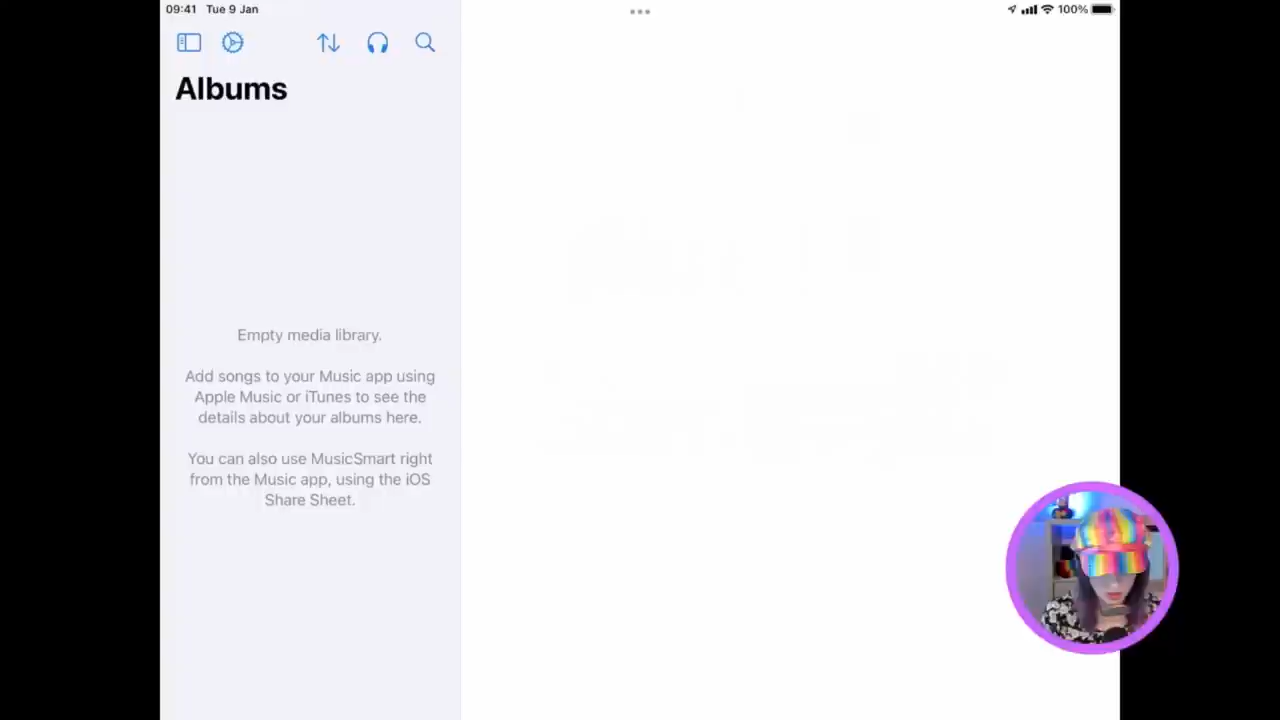 09:41 Tue 9 Jan
100%
Albums
Empty media library.
Add songs to your Music app using
Apple Music or iTunes to see the
details about your albums here.
You can also use MusicSmart right
from the Music app, using the iOS
Share Sheet.